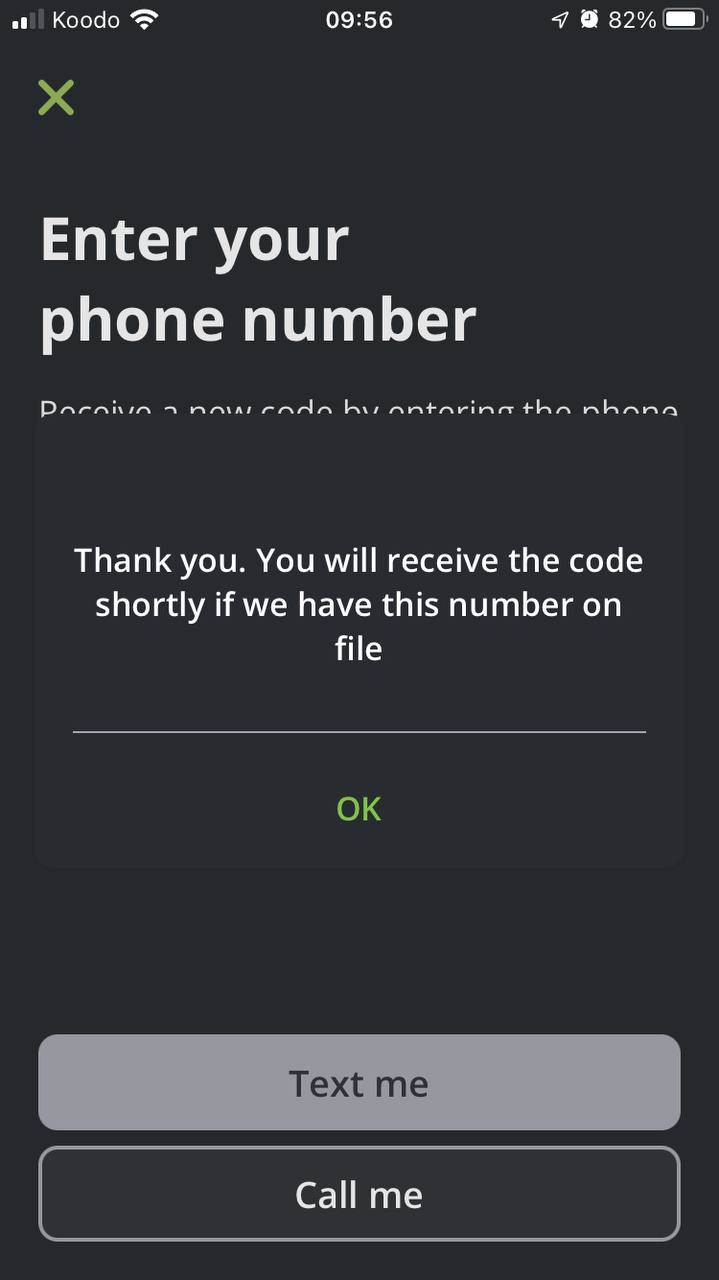 Koodo
09:56
82%
Enter your
phone number
Receive a new code by entering the phone
Thank you. You will receive the code
shortly if we have this number on
file
OK
Text me
Call me